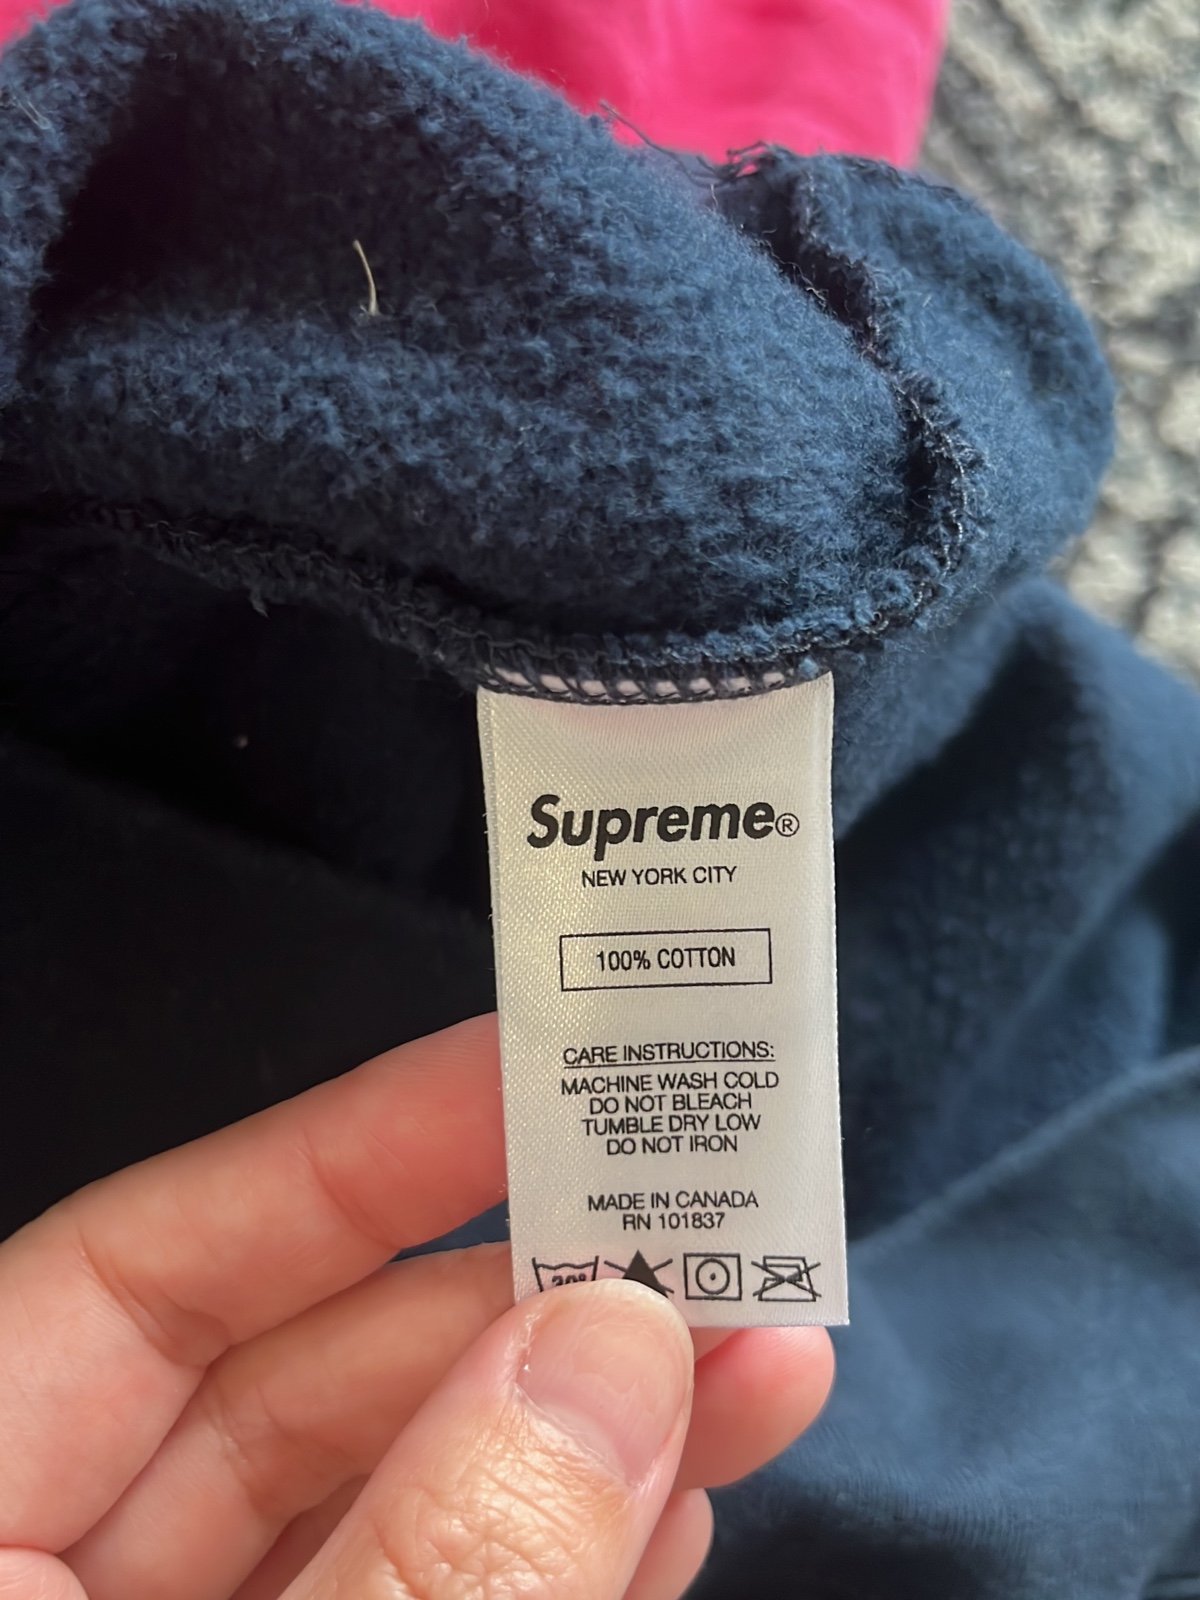 Supreme®
NEW YORK CITY
100% COTTON
CARE INSTRUCTIONS:
MACHINE WASH COLD
DO NOT BLEACH
TUMBLE DRY LOW
DO NOT IRON
MADE IN CANADA
RN 101837